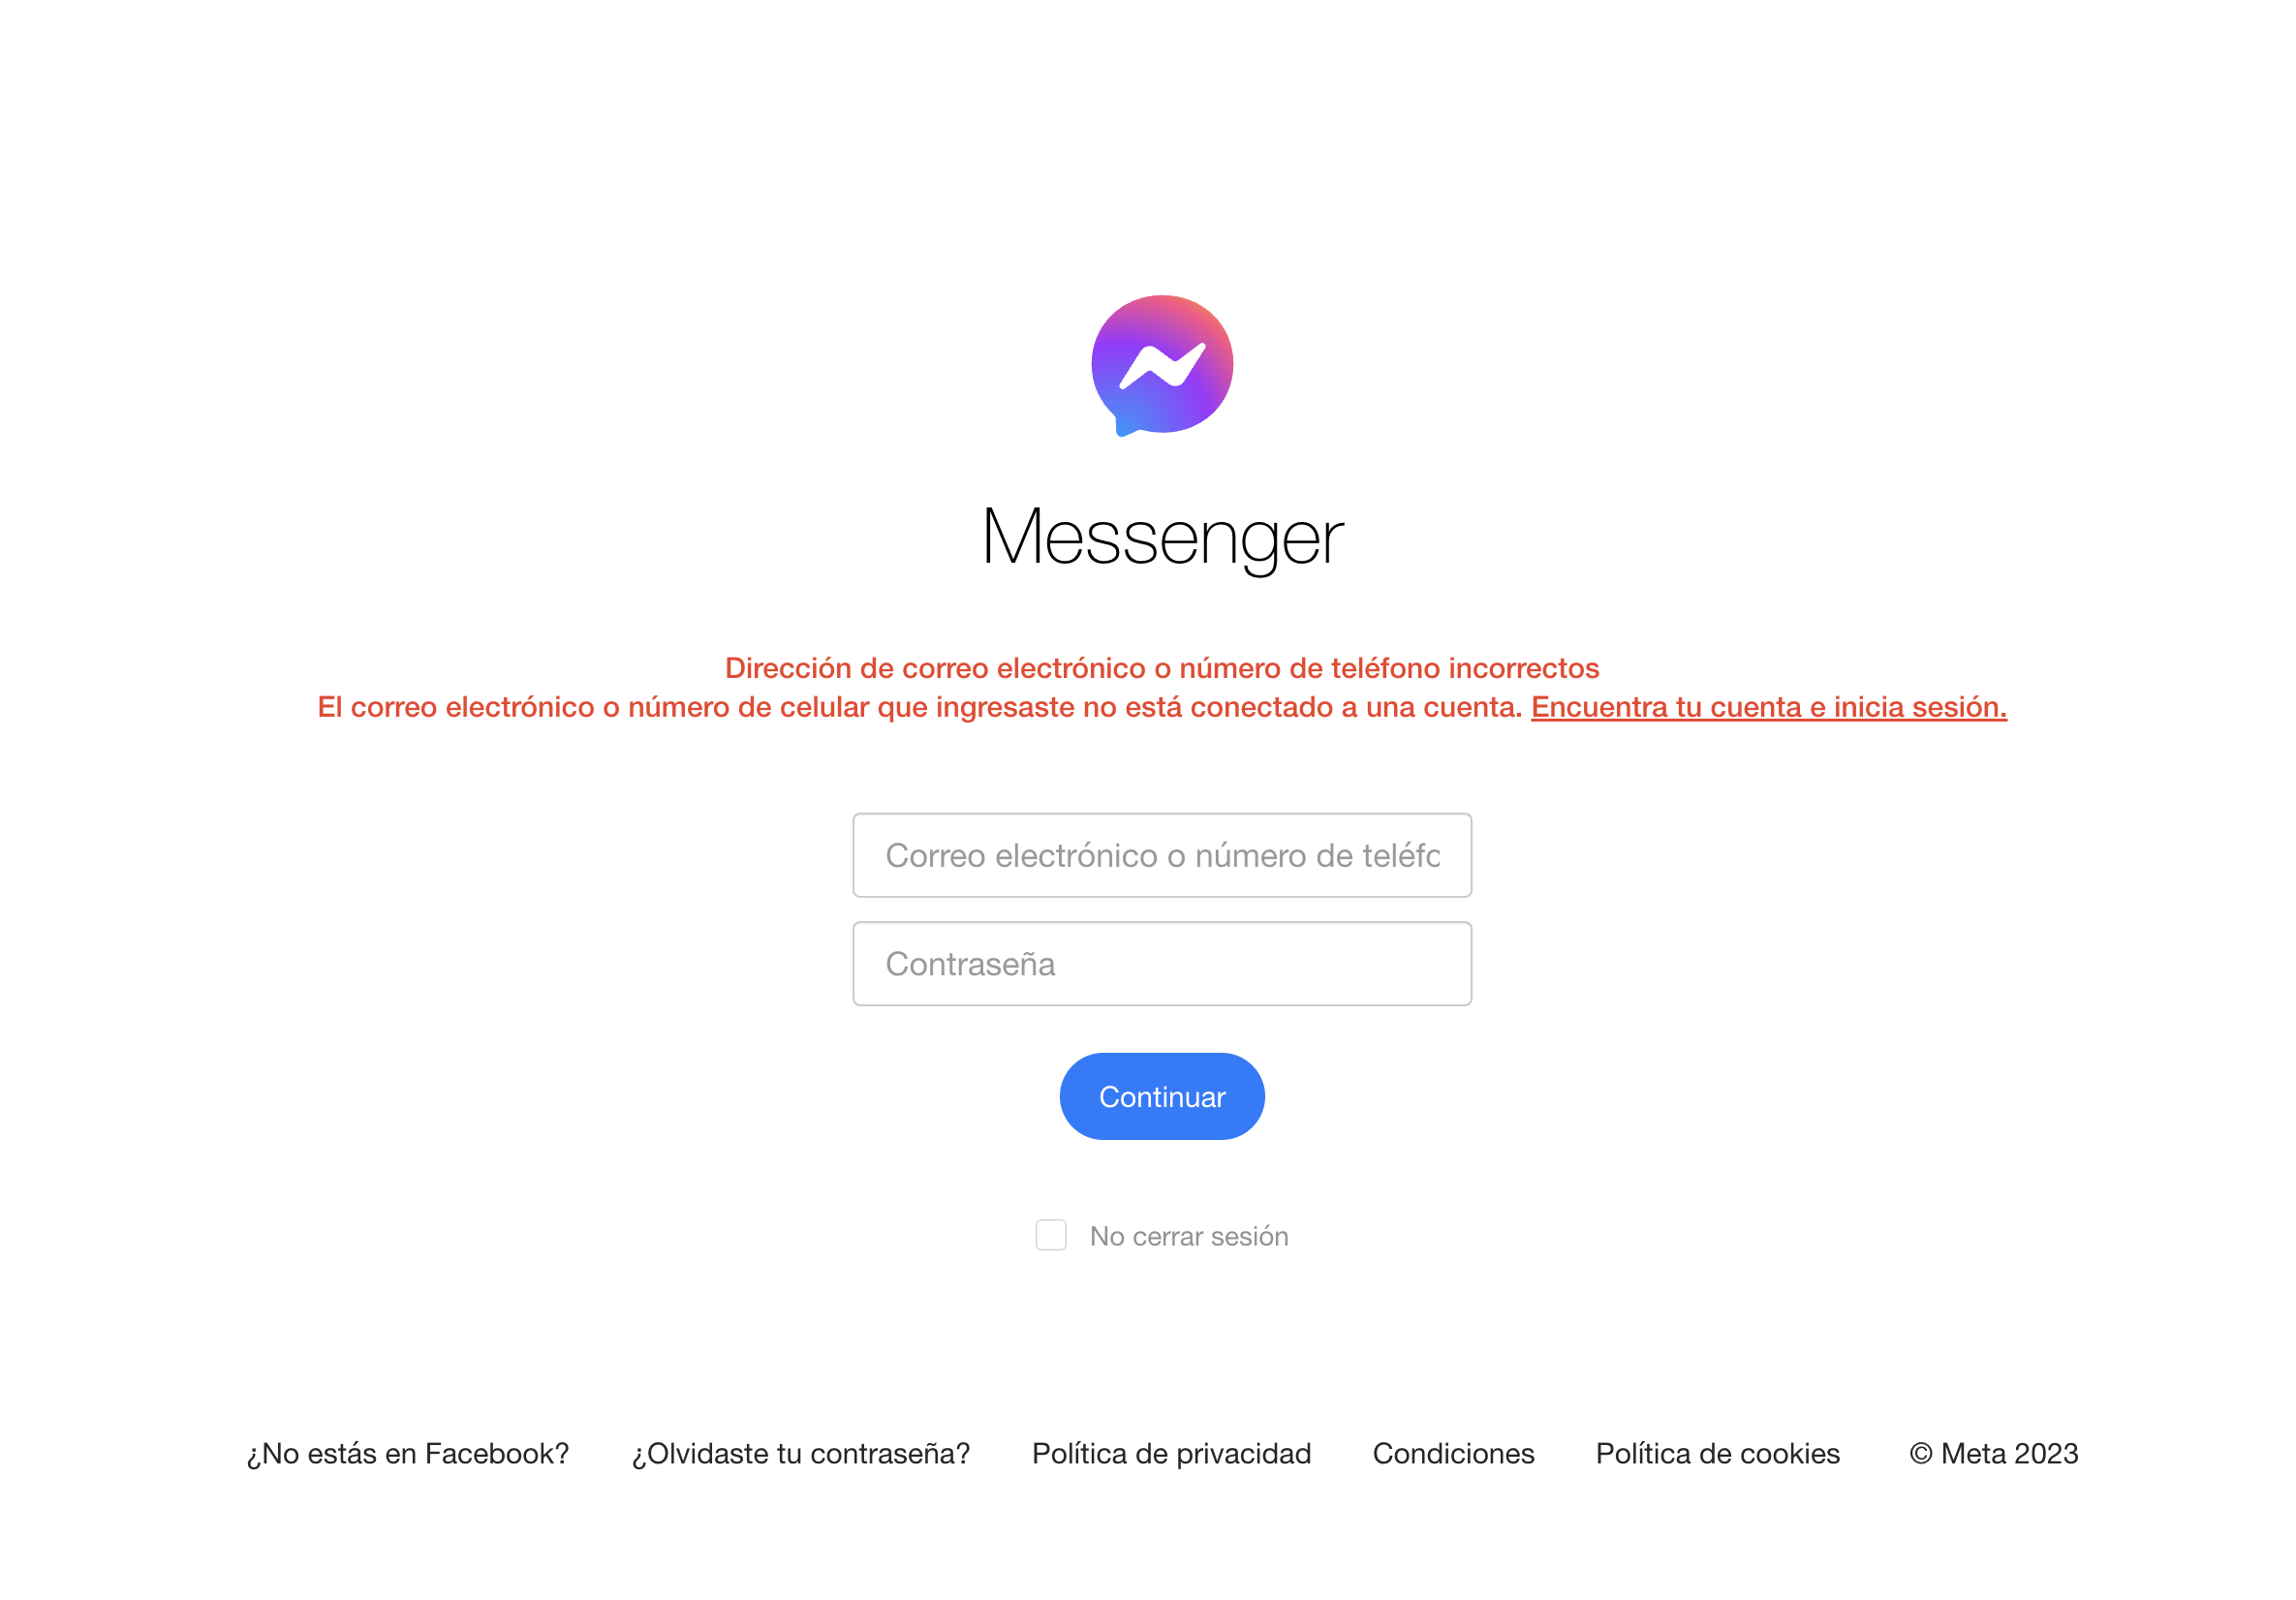 Messenger
Dirección de correo electrónico o número de teléfono incorrectos
El correo electrónico o número de celular que ingresaste no está conectado a una cuenta. Encuentra tu cuenta e inicia sesión.
Correo electrónico o número de teléfo
Contraseña
Continuar
No cerrar sesión
¿No estás en Facebook? ¿Olvidaste tu contraseña? Política de privacidad Condiciones Política de cookies © Meta 2023